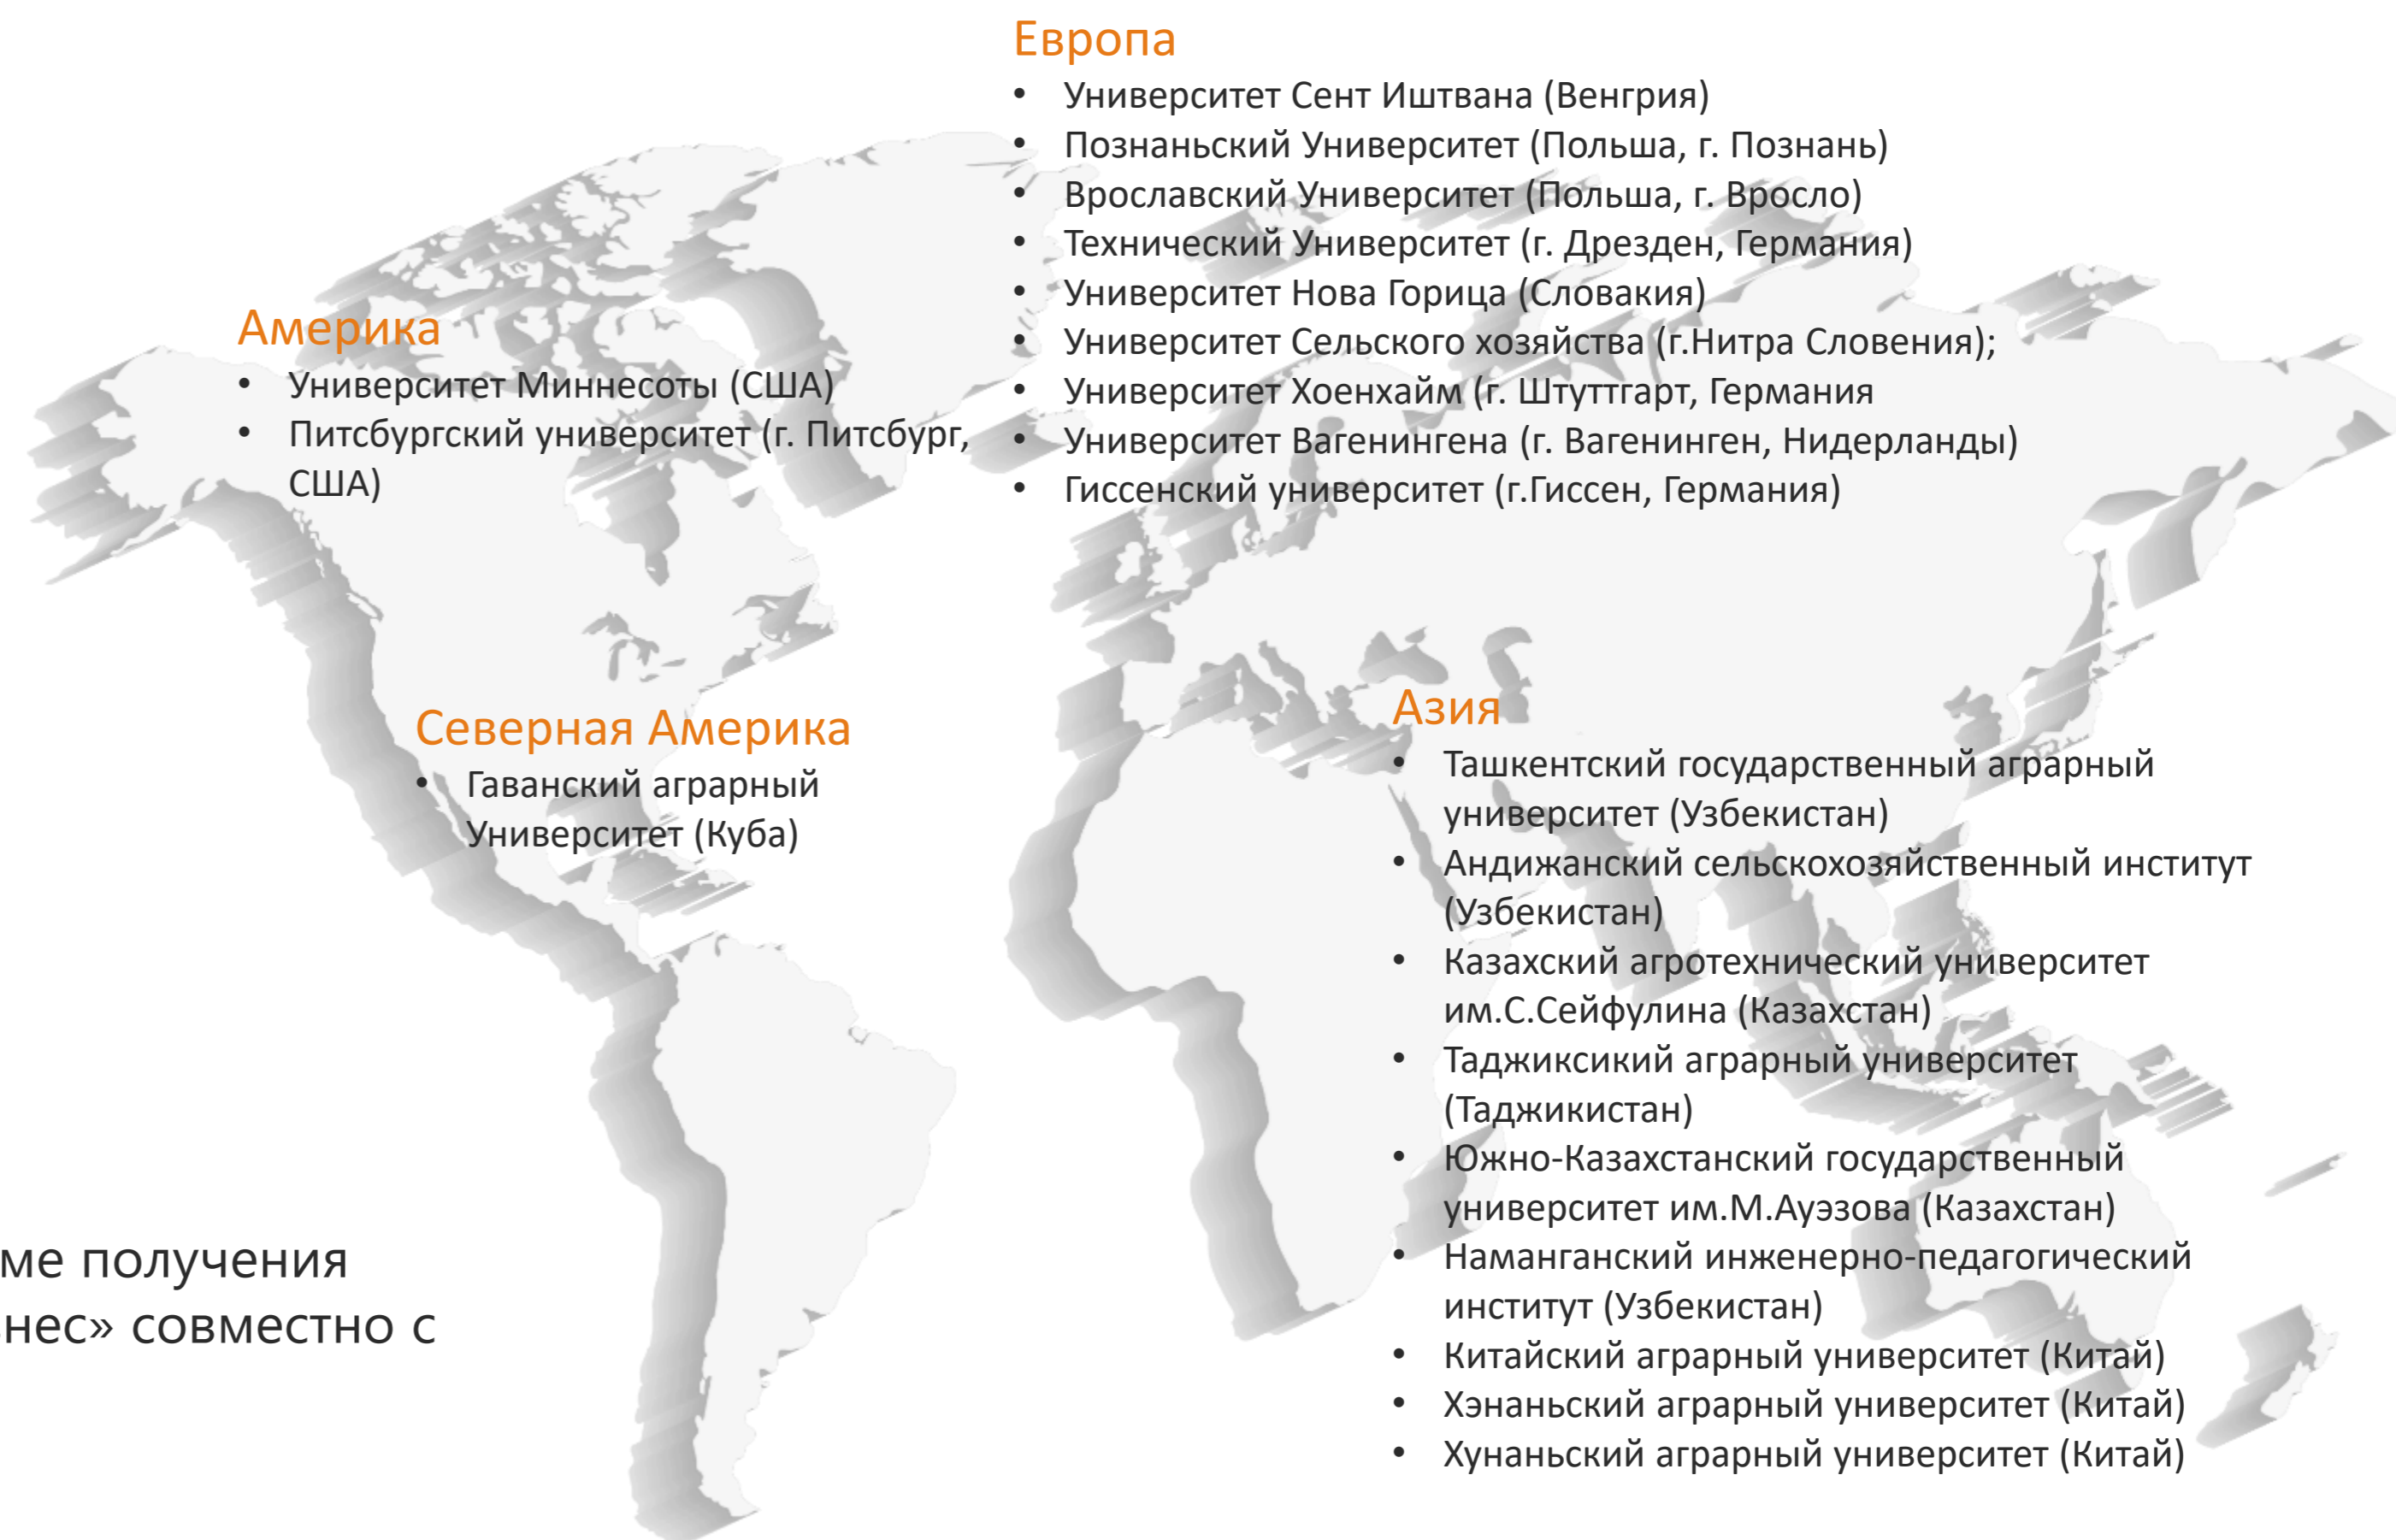 Европа
• Университет Сент Иштвана (Венгрия)
• Познаньский Университет (Польша, г. Познань)
• Врославский Университет (Польша, г. Вросло)
• Технический Университет (г. Дрезден, Германия)
• Университет Нова Горица (Словакия)
• Университет Сельского хозяйства (г.Нитра Словения);
• Университет Хоенхайм (г. Штуттгарт, Германия
• Университет Вагенингена (г. Вагенинген, Нидерланды)
• Гиссенский университет (г.Гиссен, Германия)
Америка
• Университет Миннесоты (США)
• Питсбургский университет (г. Питсбург,
США)
Северная Америка
• Гаванский аграрный
Университет (Куба)
Азия
• Ташкентский государственный аграрный
университет (Узбекистан)
• Андижанский сельскохозяйственный институт
(Узбекистан)
• Казахский агротехнический университет
им.С.Сейфулина (Казахстан)
• Таджиксикий аграрный университет
(Таджикистан)
• Южно-Казахстанский государственный
университет им.М.Ауэзова (Казахстан)
• Наманганский инженерно-педагогический
институт (Узбекистан)
• Китайский аграрный университет (Китай)
• Хэнаньский аграрный университет (Китай)
• Хунаньский аграрный университет (Китай)
ме получения
нес» совместно с